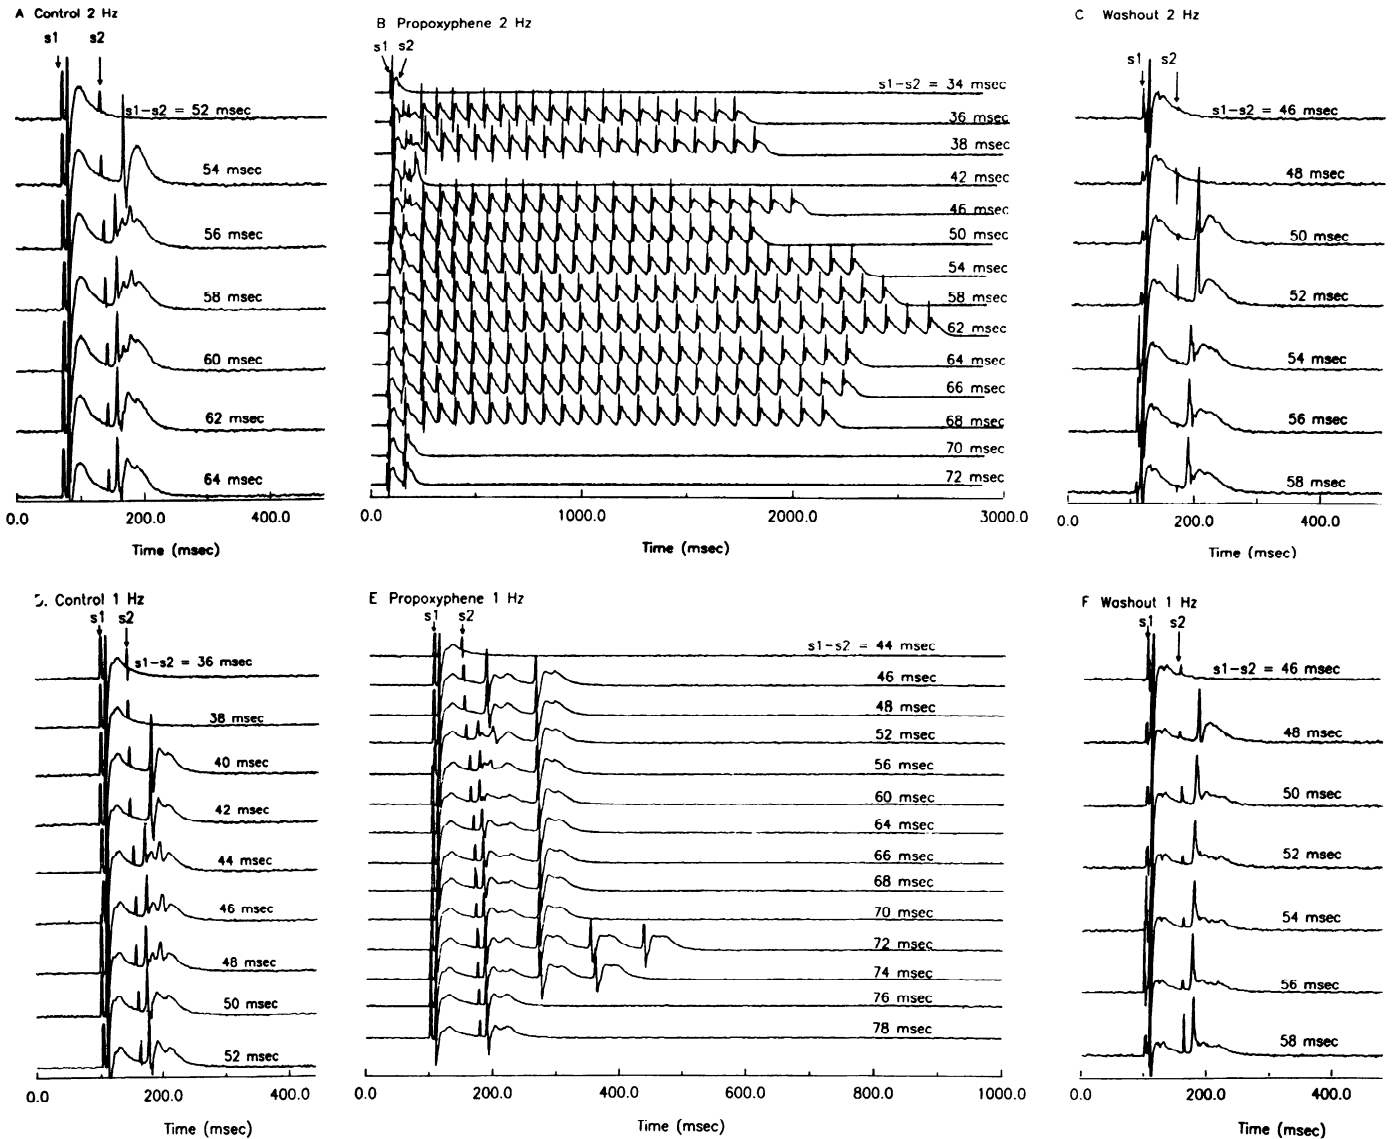 A Control 2 Hz
s1 s2
s1-s2 = 52 msec
54 msec
56 msec
58 msec
60 msec
62 msec
64 msec
0.0 200.0 400.0
Time (msec)
B Propoxyphene 2 Hz
s1 s2
s1-s2 = 34 msec
36 msec
38 msec
42 msec
46 msec
50 msec
54 msec
58 msec
62 msec
64 msec
66 msec
68 msec
70 msec
72 msec
0.0 1000.0 2000.0 3000.0
Time (msec)
C Washout 2 Hz
s1 s2
s1-s2 = 46 msec
48 msec
50 msec
52 msec
54 msec
56 msec
58 msec
0.0 200.0 400.0
Time (msec)
D. Control 1 Hz
s1 s2
s1-s2 = 36 msec
38 msec
40 msec
42 msec
44 msec
46 msec
48 msec
50 msec
52 msec
0.0 200.0 400.0
Time (msec)
E Propoxyphene 1 Hz
s1 s2
s1-s2 = 44 msec
46 msec
48 msec
52 msec
56 msec
60 msec
64 msec
66 msec
68 msec
70 msec
72 msec
74 msec
76 msec
78 msec
0.0 200.0 400.0 600.0 800.0 1000.0
Time (msec)
F Washout 1 Hz
s1 s2
s1-s2 = 46 msec
48 msec
50 msec
52 msec
54 msec
56 msec
58 msec
0.0 200.0 400.0
Time (msec)